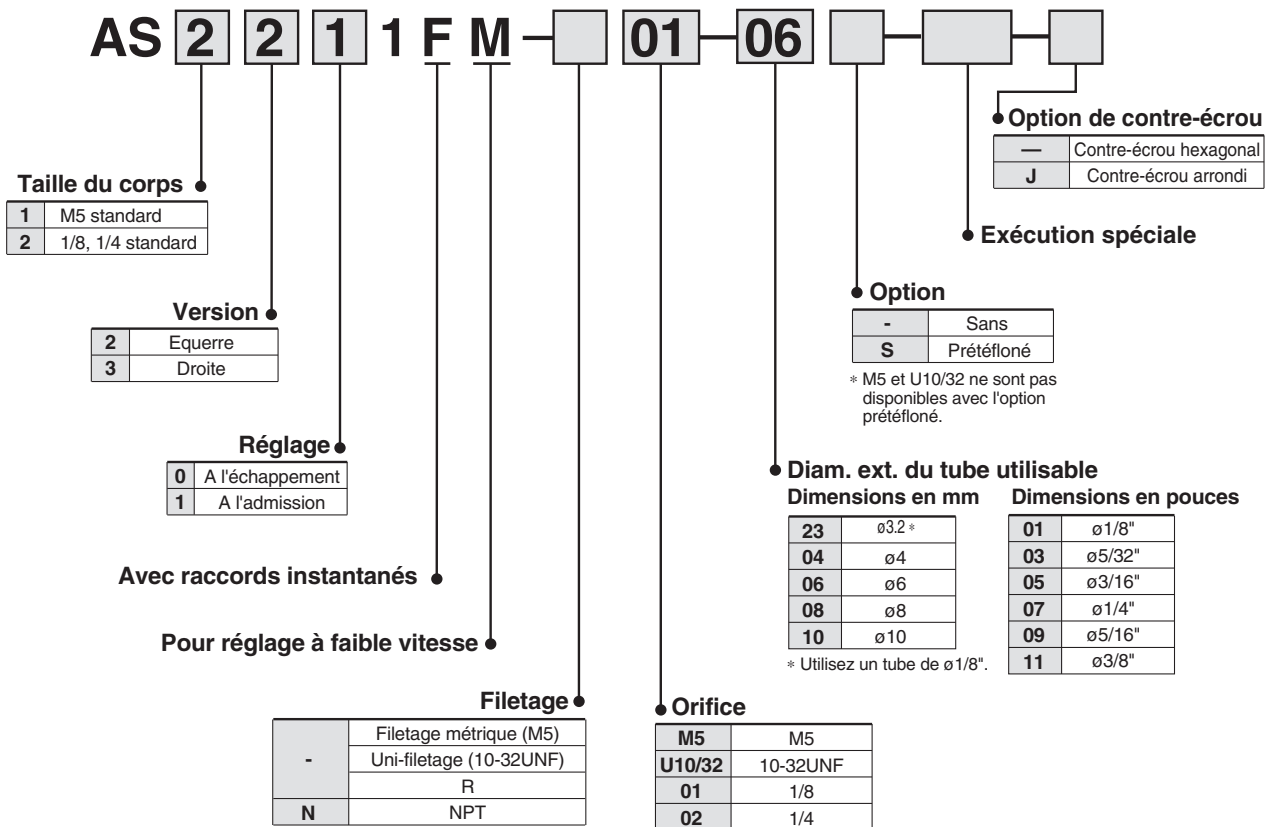 AS 2 2 1 1 F M - 01 - 06
Option de contre-écrou
— Contre-écrou hexagonal
J Contre-écrou arrondi
Taille du corps
1 M5 standard
2 1/8, 1/4 standard
Exécution spéciale
Version
2 Equerre
3 Droite
Option
- Sans
S Prétéfloné
* M5 et U10/32 ne sont pas
disponibles avec l'option
prétéfloné.
Réglage
0 A l'échappement
1 A l'admission
Diam. ext. du tube utilisable
Dimensions en mm
23 ø3.2 *
04 ø4
06 ø6
08 ø8
10 ø10
* Utilisez un tube de ø1/8".
Dimensions en pouces
01 ø1/8"
03 ø5/32"
05 ø3/16"
07 ø1/4"
09 ø5/16"
11 ø3/8"
Avec raccords instantanés
Pour réglage à faible vitesse
Filetage
- Filetage métrique (M5)
Uni-filetage (10-32UNF)
R
N NPT
Orifice
M5 M5
U10/32 10-32UNF
01 1/8
02 1/4